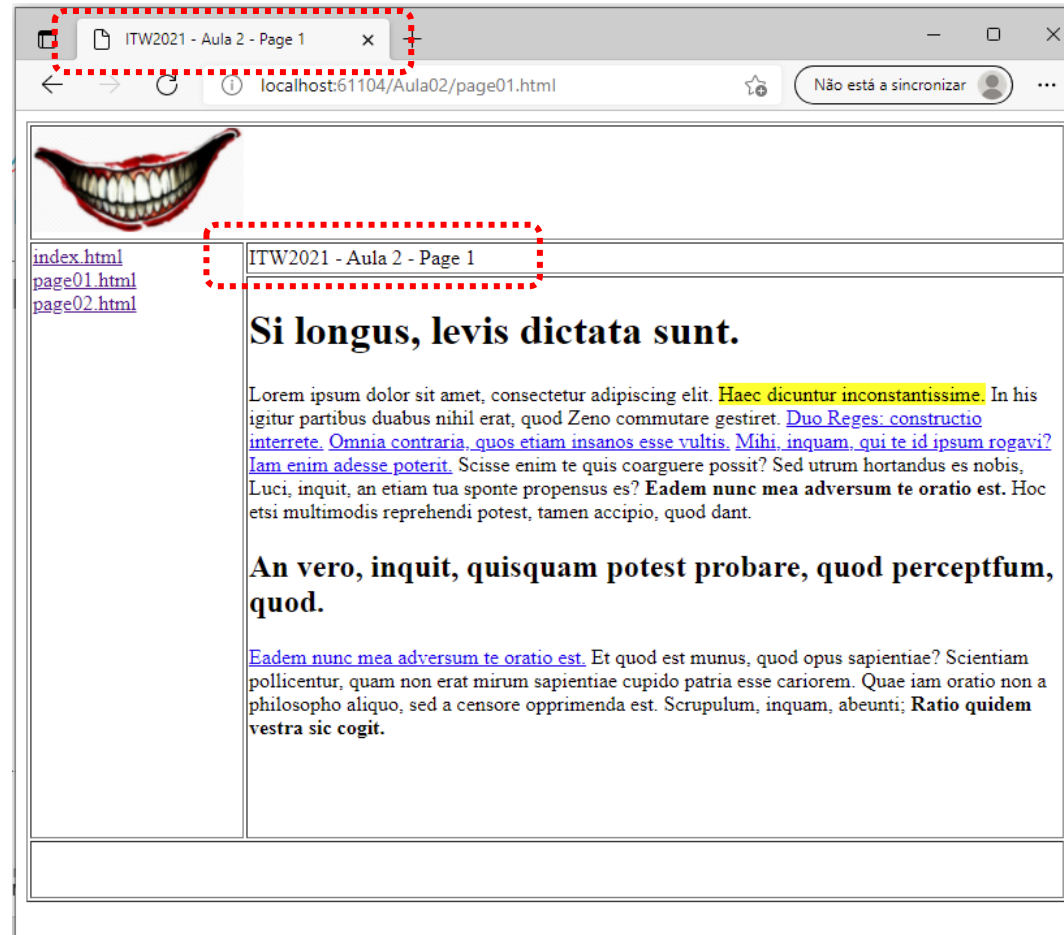 ITW2021 - Aula 2 - Page 1
localhost:61104/Aula02/page01.html
Não está a sincronizar
index.html
page01.html
page02.html
ITW2021 - Aula 2 - Page 1
Si longus, levis dictata sunt.
Lorem ipsum dolor sit amet, consectetur adipiscing elit. Haec dicuntur inconstantissime. In his
igitur partibus duabus nihil erat, quod Zeno commutare gestiret. Duo Reges: constructio
interrete. Omnia contraria, quos etiam insanos esse vultis. Mihi, inquam, qui te id ipsum rogavi?
Iam enim adesse poterit. Scisse enim te quis coarguere possit? Sed utrum hortandus es nobis,
Luci, inquit, an etiam tua sponte propensus es? Eadem nunc mea adversum te oratio est. Hoc
etsi multimodis reprehendi potest, tamen accipio, quod dant.
An vero, inquit, quisquam potest probare, quod perceptfum,
quod.
Eadem nunc mea adversum te oratio est. Et quod est munus, quod opus sapientiae? Scientiam
pollicentur, quam non erat mirum sapientiae cupido patria esse cariorem. Quae iam oratio non a
philosopho aliquo, sed a censore opprimenda est. Scrupulum, inquam, abeunti; Ratio quidem
vestra sic cogit.